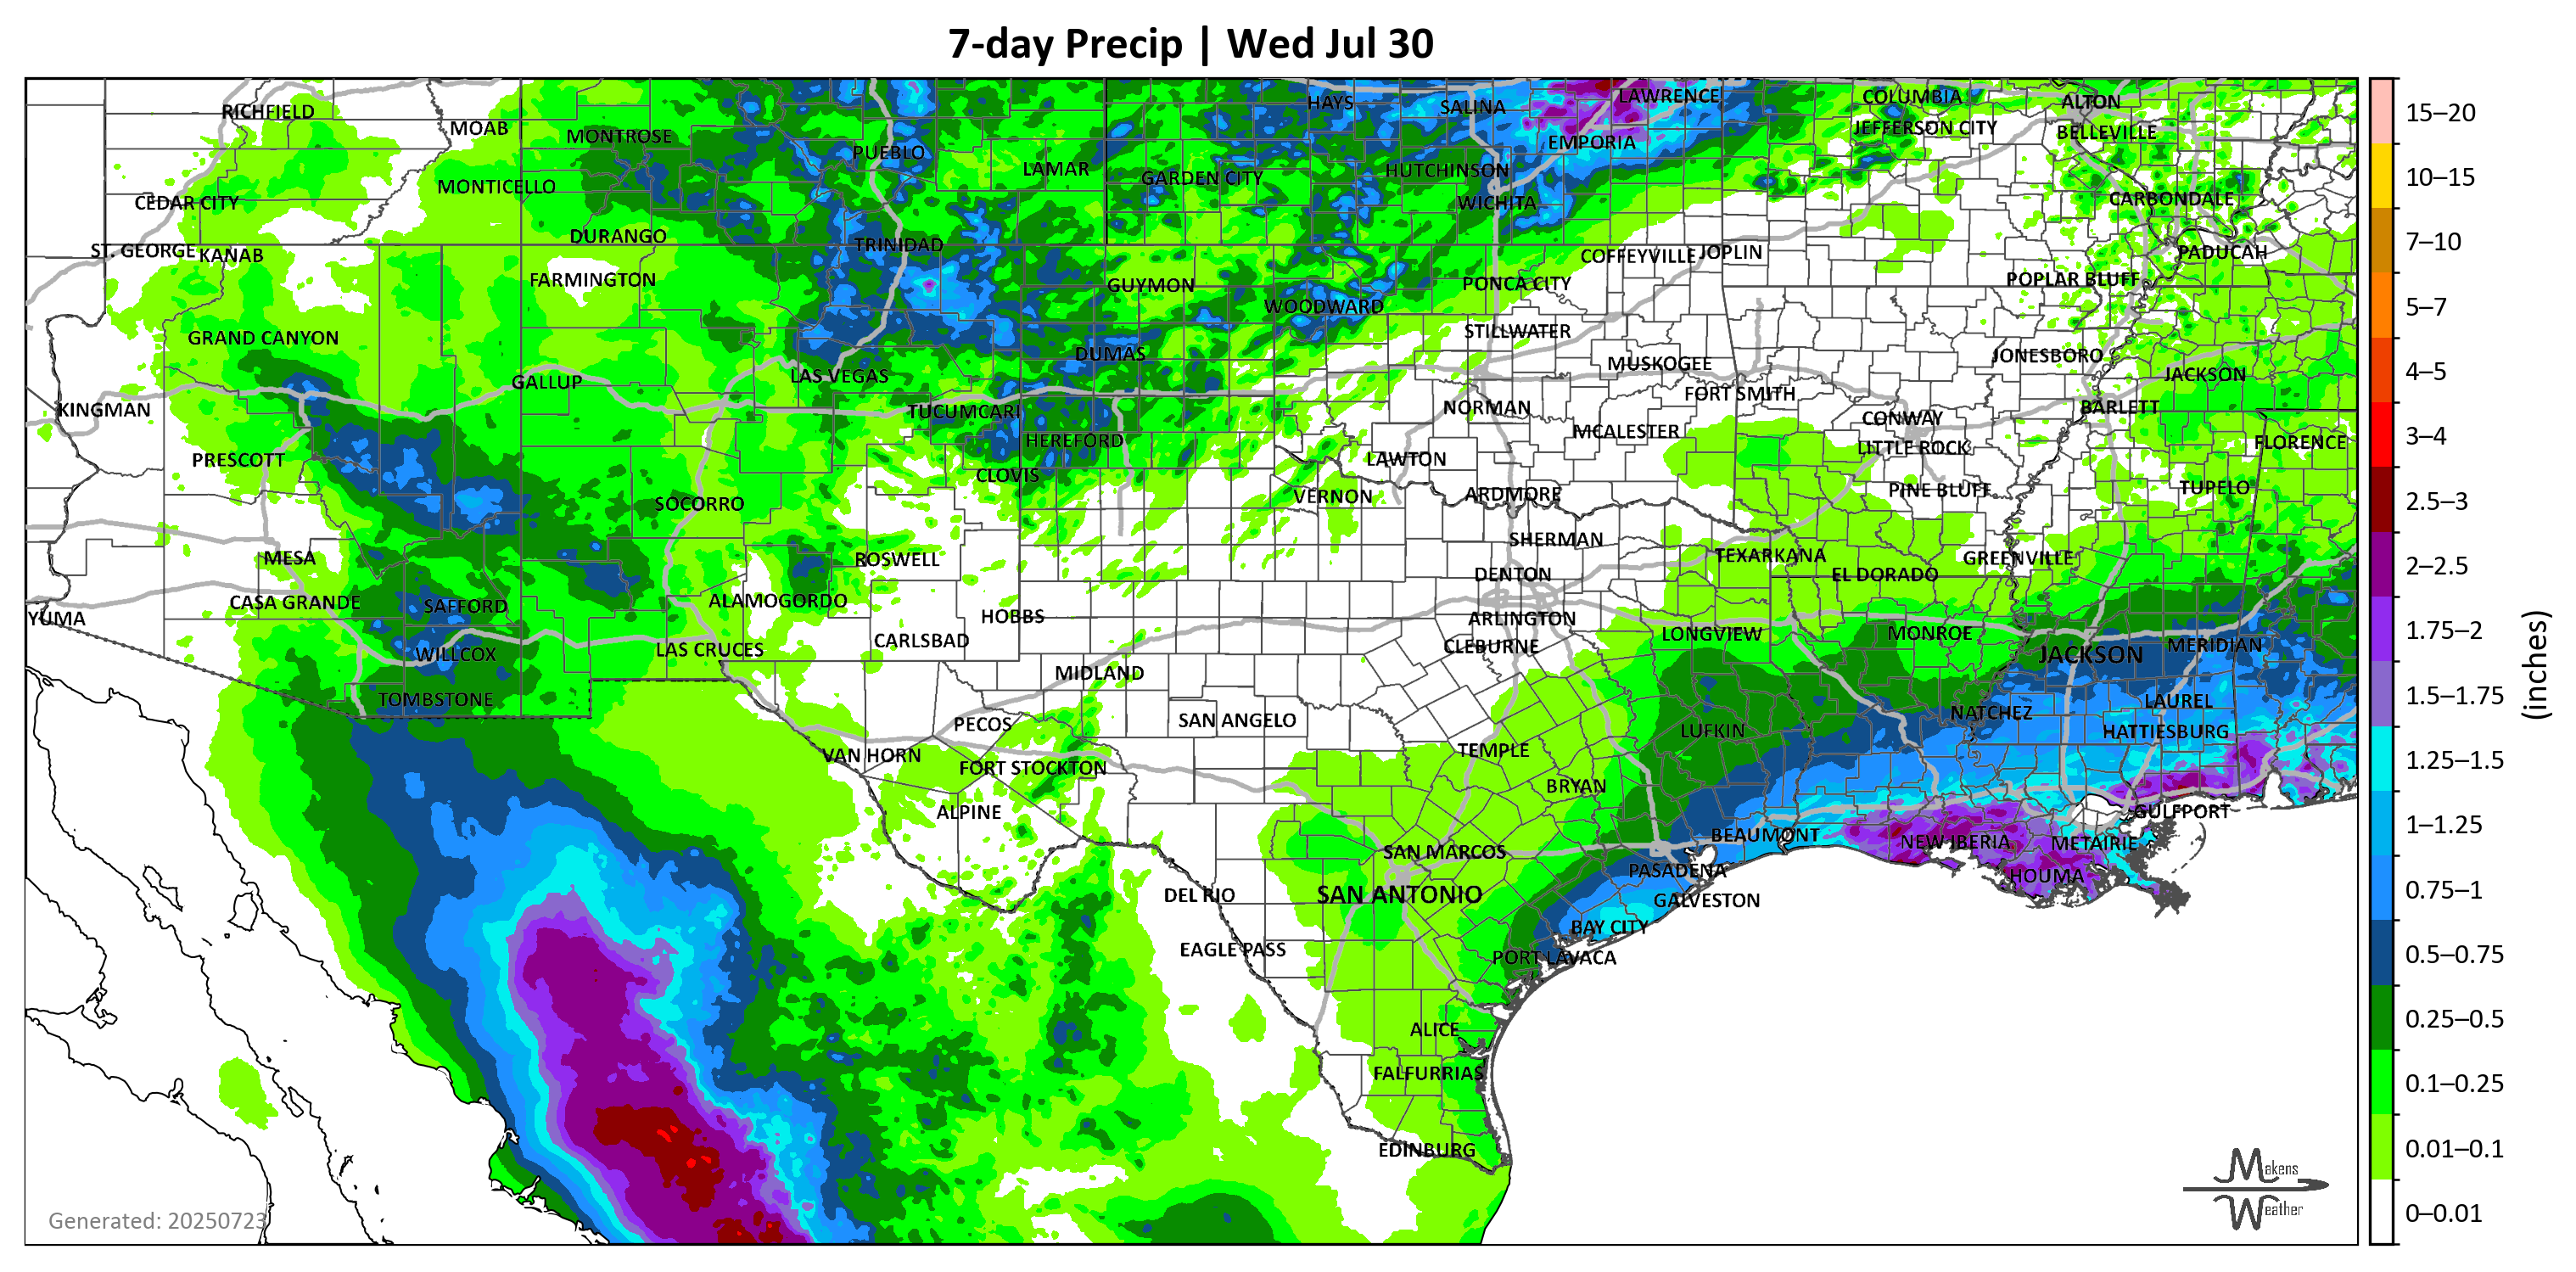 7-day Precip | Wed Jul 30
RICHFIELD
MOAB
MONTROSE
PUEBLO
LAMAR
HAYS
SALINA
LAWRENCE
COLUMBIA
ALTON
JEFFERSON CITY
BELLEVILLE
EMPORIA
HUTCHINSON
GARDEN CITY
MONTICELLO
CEDAR CITY
WICHITA
CARBONDALE
DURANGO
TRINIDAD
ST. GEORGE
KANAB
COFFEYVILLE
JOPLIN
PADUCAH
FARMINGTON
GUYMON
PONCA CITY
POPLAR BLUFF
WOODWARD
GRAND CANYON
STILLWATER
DUMAS
JONESBORO
MUSKOGEE
JACKSON
GALLUP
LAS VEGAS
FORT SMITH
KINGMAN
TUCUMCARI
NORMAN
BARLETT
CONWAY
HEREFORD
MCALESTER
LITTLE ROCK
FLORENCE
PRESCOTT
CLOVIS
LAWTON
VERNON
ARDMORE
PINE BLUFF
TUPELO
SOCORRO
MESA
ROSWELL
SHERMAN
TEXARKANA
GREENVILLE
DENTON
EL DORADO
CASA GRANDE
SAFFORD
ALAMOGORDO
YUMA
HOBBS
ARLINGTON
LONGVIEW
MONROE
CARLSBAD
CLEBURNE
WILLCOX
LAS CRUCES
JACKSON
MERIDIAN
MIDLAND
TOMBSTONE
LAUREL
NATCHEZ
PECOS
SAN ANGELO
LUFKIN
HATTIESBURG
VAN HORN
TEMPLE
FORT STOCKTON
BRYAN
ALPINE
GULFPORT
BEAUMONT
NEW IBERIA
METAIRIE
SAN MARCOS
PASADENA
HOUMA
DEL RIO
SAN ANTONIO
GALVESTON
BAY CITY
EAGLE PASS
PORT LAVACA
ALICE
FALFURRIAS
EDINBURG
Generated: 20250723
Makens
Weather
15–20
10–15
7–10
5–7
4–5
3–4
2.5–3
2–2.5
1.75–2
1.5–1.75
1.25–1.5
1–1.25
0.75–1
0.5–0.75
0.25–0.5
0.1–0.25
0.01–0.1
0–0.01
(inches)